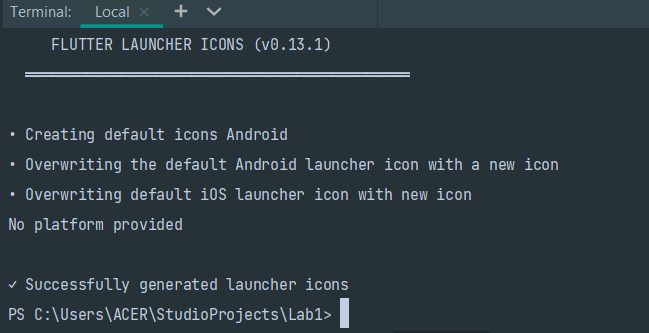 Terminal: Local × + ⌄
FLUTTER LAUNCHER ICONS (v0.13.1)
════════════════════════════════════════════
• Creating default icons Android
• Overwriting the default Android launcher icon with a new icon
• Overwriting default iOS launcher icon with new icon
No platform provided
✓ Successfully generated launcher icons
PS C:\Users\ACER\StudioProjects\Lab1>